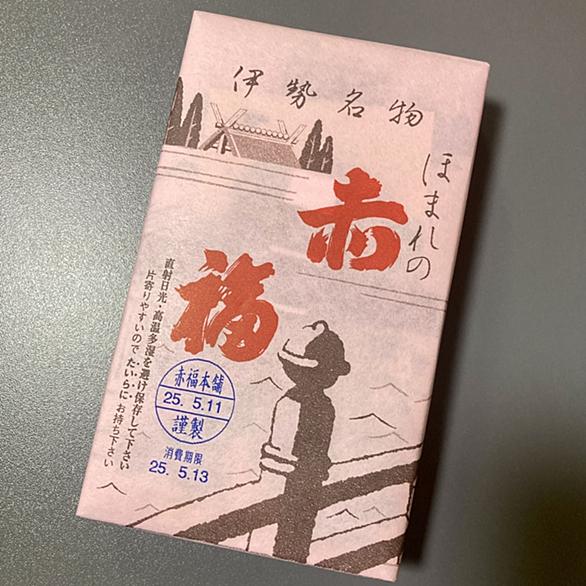 伊勢名物
ほまれの
赤
福
直射日光・高温多湿を避け保存して下さい
片寄りやすいので たいらに お持ち下さい
赤福本舗
25. 5.11
謹製
消費期限
25. 5.13